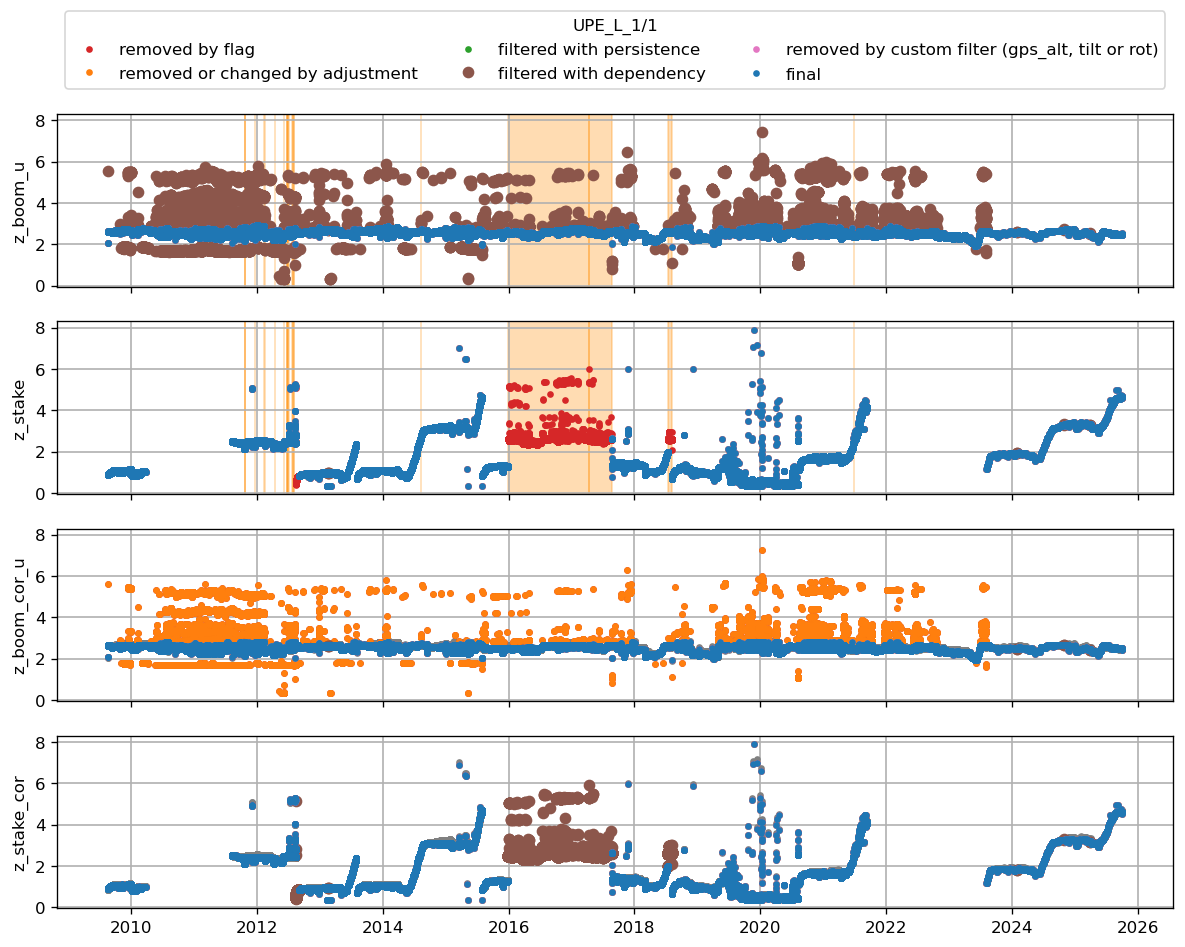 UPE_L_1/1
removed by flag
filtered with persistence
removed by custom filter (gps_alt, tilt or rot)
removed or changed by adjustment
filtered with dependency
final
z_boom_u
8
6
4
2
0
z_stake
8
6
4
2
0
z_boom_cor_u
8
6
4
2
0
z_stake_cor
8
6
4
2
0
2010 2012 2014 2016 2018 2020 2022 2024 2026